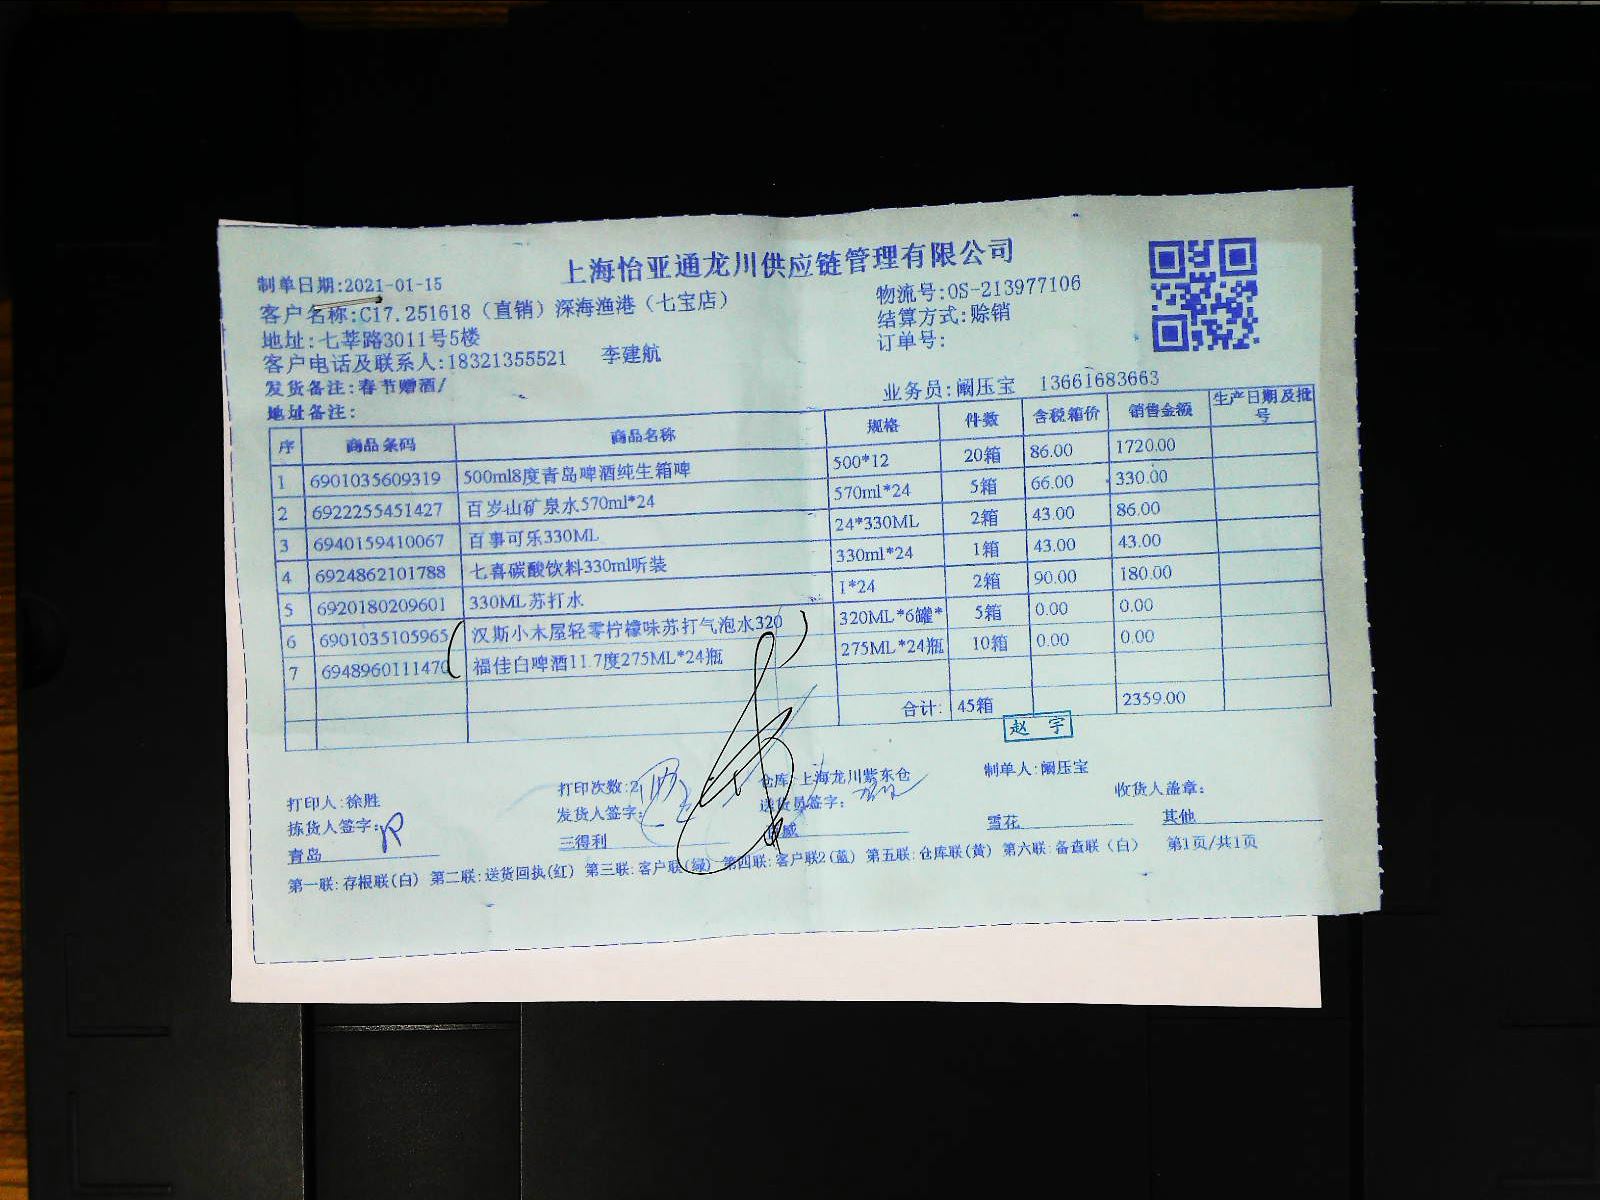 上海怡亚通龙川供应链管理有限公司
制单日期:2021-01-15
客户名称:C17.251618（直销）深海渔港（七宝店） 物流号:OS-213977106
地址:七莘路3011号5楼 结算方式:赊销
客户电话及联系人:18321355521 李建航 订单号:
发货备注:春节赠酒/
地址备注: 业务员:阚压宝 13661683663
序 商品条码 商品名称 规格 件数 含税箱价 销售金额 生产日期及批号
1 6901035609319 500ml8度青岛啤酒纯生箱啤 500*12 20箱 86.00 1720.00
2 6922255451427 百岁山矿泉水570ml*24 570ml*24 5箱 66.00 330.00
3 6940159410067 百事可乐330ML 24*330ML 2箱 43.00 86.00
4 6924862101788 七喜碳酸饮料330ml听装 330ml*24 1箱 43.00 43.00
5 6920180209601 330ML苏打水 1*24 2箱 90.00 180.00
6 6901035105965 汉斯小木屋轻零柠檬味苏打气泡水320 320ML*6罐* 5箱 0.00 0.00
7 6948960111470 福佳白啤酒11.7度275ML*24瓶 275ML*24瓶 10箱 0.00 0.00
合计: 45箱 2359.00
赵宇
打印人:徐胜 打印次数:2 仓库:上海龙川紫东仓 制单人:阚压宝
拣货人签字: 发货人签字: 送货员签字: 收货人盖章:
青岛 三得利 威 雪花 其他
第一联:存根联(白) 第二联:送货回执(红) 第三联:客户联(绿) 第四联:客户联2(蓝) 第五联:仓库联(黄) 第六联:备查联(白) 第1页/共1页